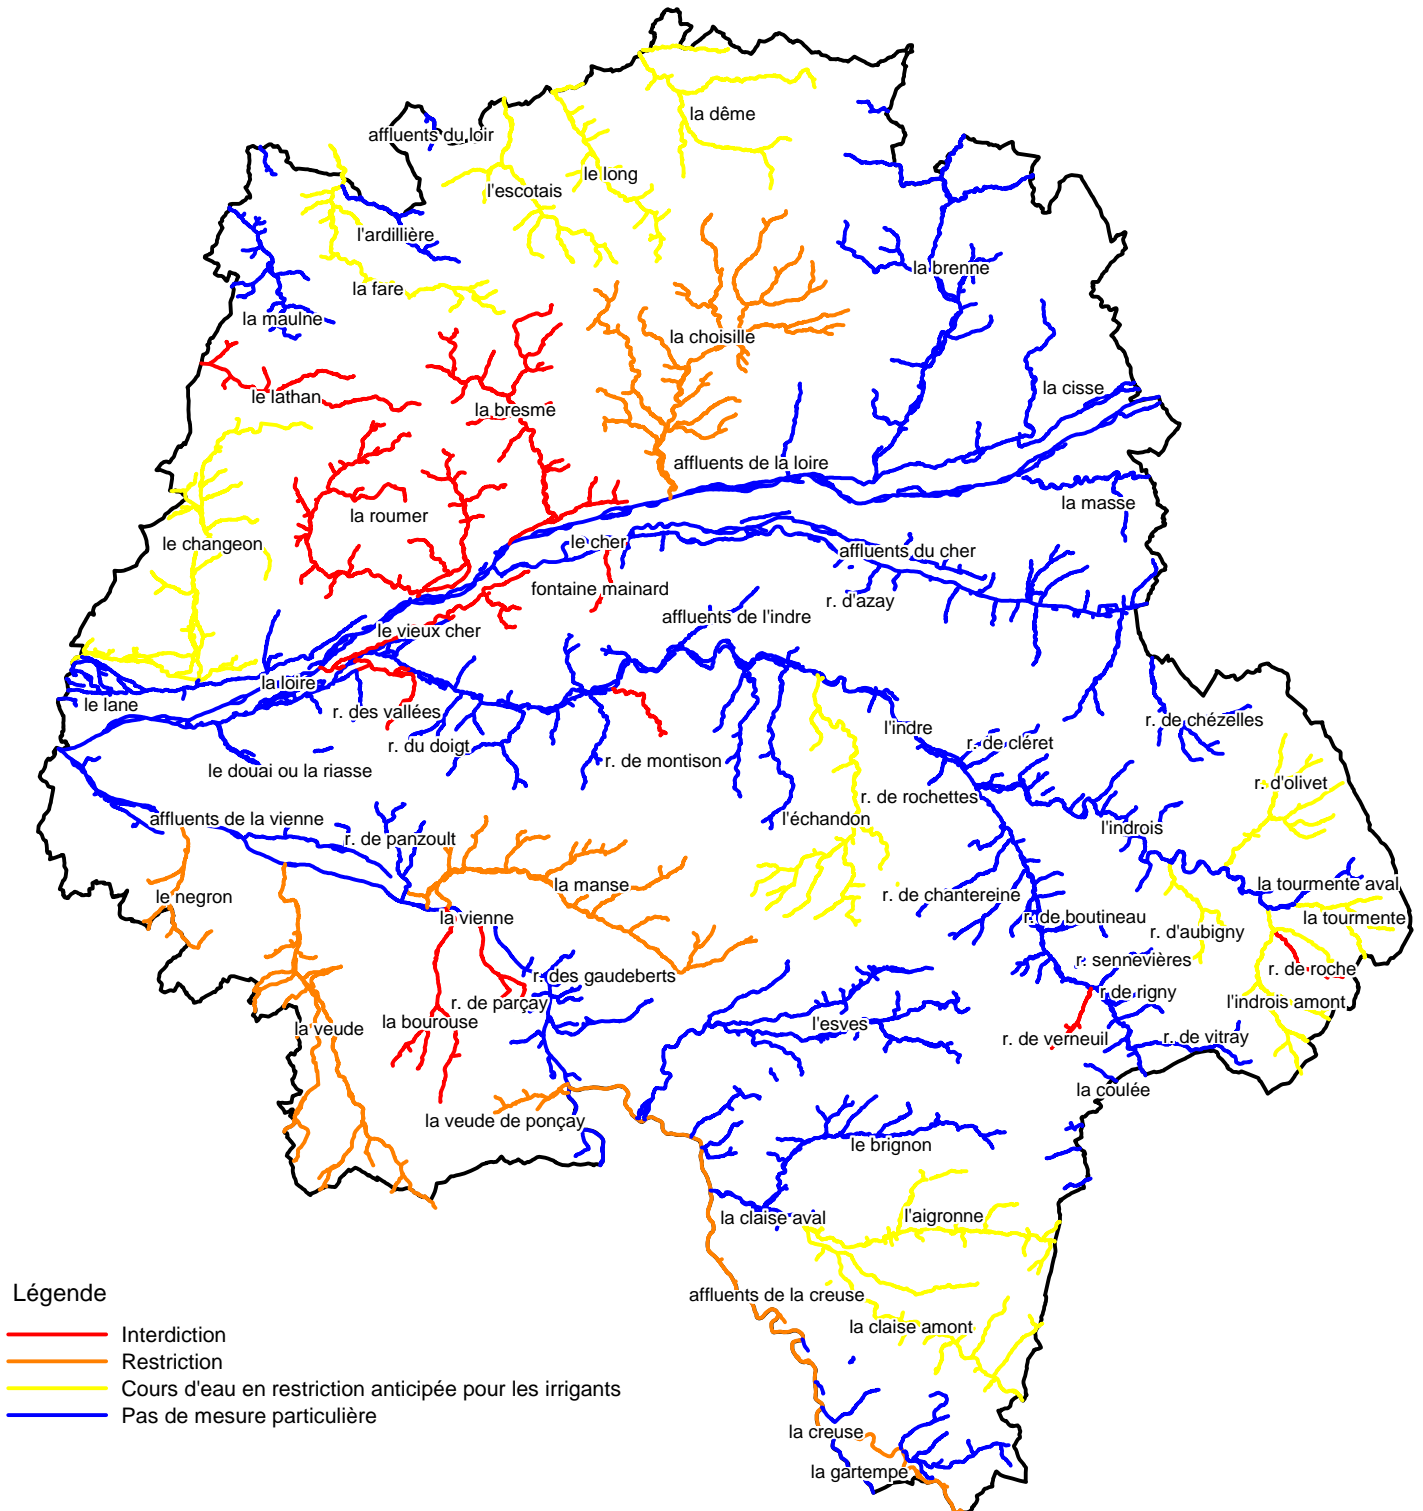 la dême
affluents du loir
le long
l'escotais
l'ardillière
la brenne
la fare
la maulne
la choisille
la cisse
le lathan
la bresme
affluents de la loire
la masse
la roumer
le changeon
le cher
affluents du cher
fontaine mainard
r. d'azay
affluents de l'indre
le vieux cher
la loire
le lane
r. des vallées
r. de chézelles
l'indre
r. du doigt
r. de cléret
r. de montison
le douai ou la riasse
r. d'olivet
r. de rochettes
l'échandon
affluents de la vienne
l'indrois
r. de panzoult
la manse
la tourmente aval
le negron
r. de chantereine
la vienne
r. de boutineau
la tourmente
r. d'aubigny
r. sennevières
r. de roche
r. des gaudeberts
r. de rigny
r. de parçay
l'indrois amont
la bourouse
l'esves
la veude
r. de verneuil
r. de vitray
la coulée
la veude de ponçay
le brignon
la claise aval
l'aigronne
affluents de la creuse
la claise amont
la creuse
la gartempe
Légende
Interdiction
Restriction
Cours d'eau en restriction anticipée pour les irrigants
Pas de mesure particulière